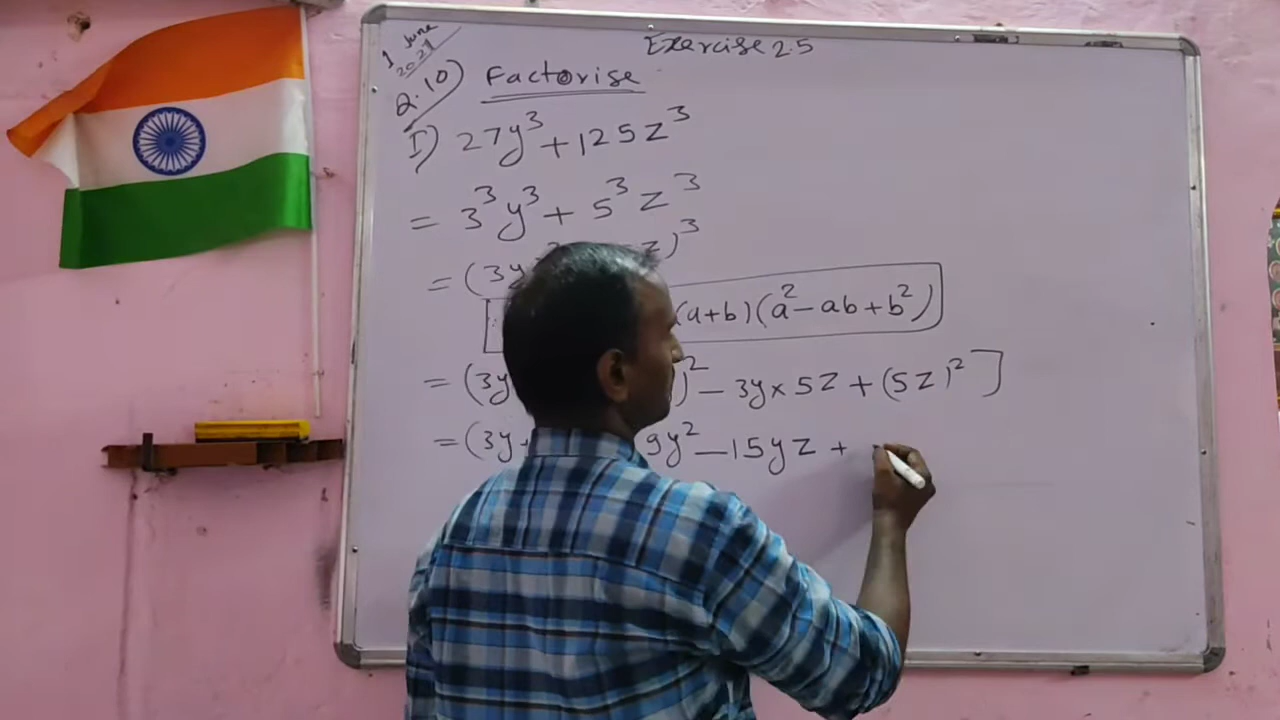 1 June
2021
Exercise 2.5
Q.10) Factorise
I) 27y³ + 125z³
= 3³y³ + 5³z³
= (3y z)³
(a+b)(a² - ab + b²)
= (3y )² - 3y × 5z + (5z)²]
= (3y + 9y² - 15yz +